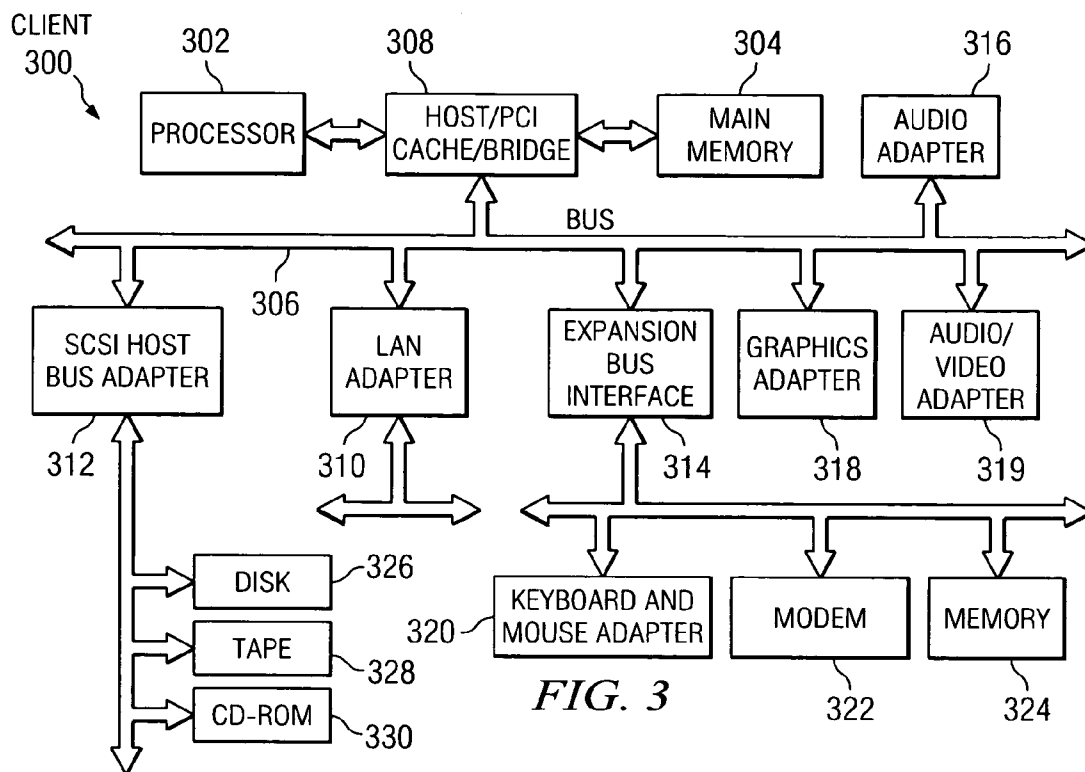 CLIENT
300
302
308
304
316
PROCESSOR
HOST/PCI
CACHE/BRIDGE
MAIN
MEMORY
AUDIO
ADAPTER
BUS
306
SCSI HOST
BUS ADAPTER
LAN
ADAPTER
EXPANSION
BUS
INTERFACE
GRAPHICS
ADAPTER
AUDIO/
VIDEO
ADAPTER
312
310
314
318
319
DISK
326
TAPE
328
CD-ROM
330
320
KEYBOARD AND
MOUSE ADAPTER
MODEM
MEMORY
322
324
FIG. 3